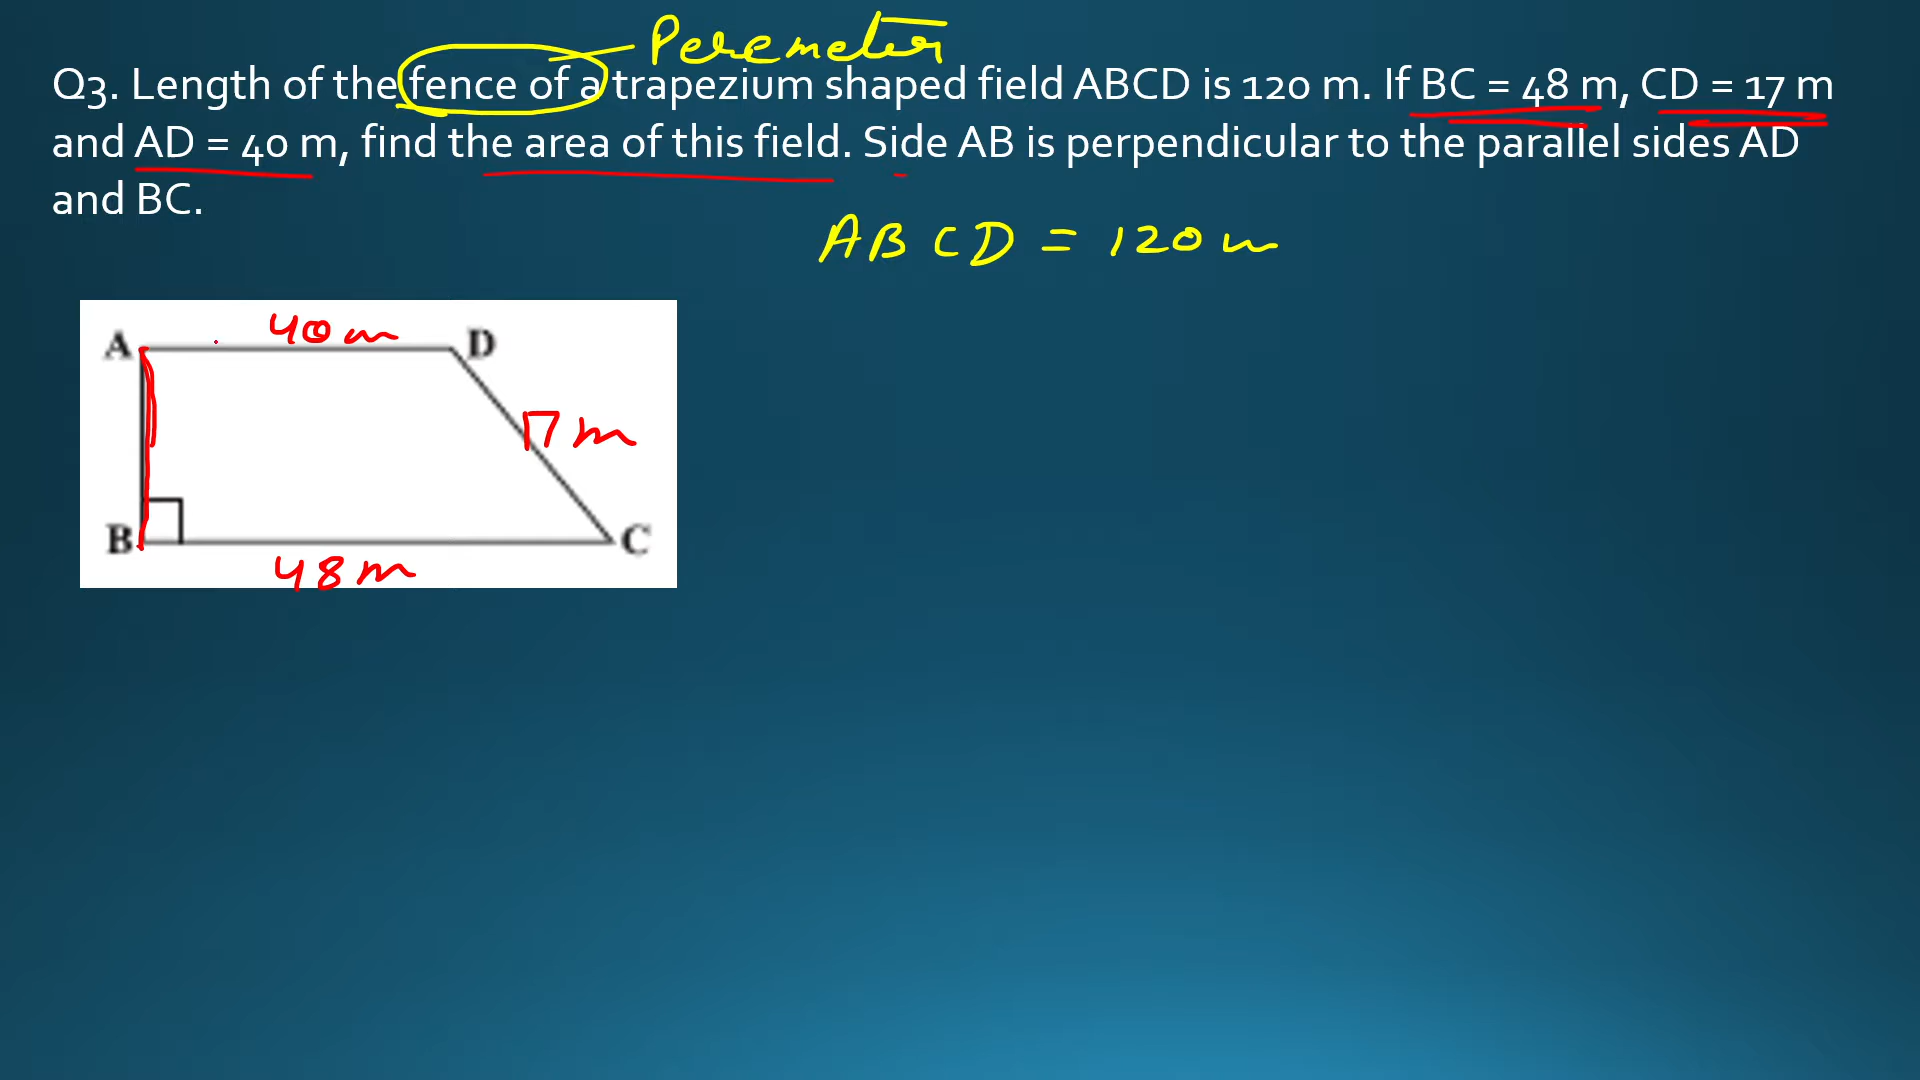 Peremeter
Q3. Length of the fence of a trapezium shaped field ABCD is 120 m. If BC = 48 m, CD = 17 m
and AD = 40 m, find the area of this field. Side AB is perpendicular to the parallel sides AD
and BC.
ABCD = 120 m
40 m
A D
17 m
B C
48 m